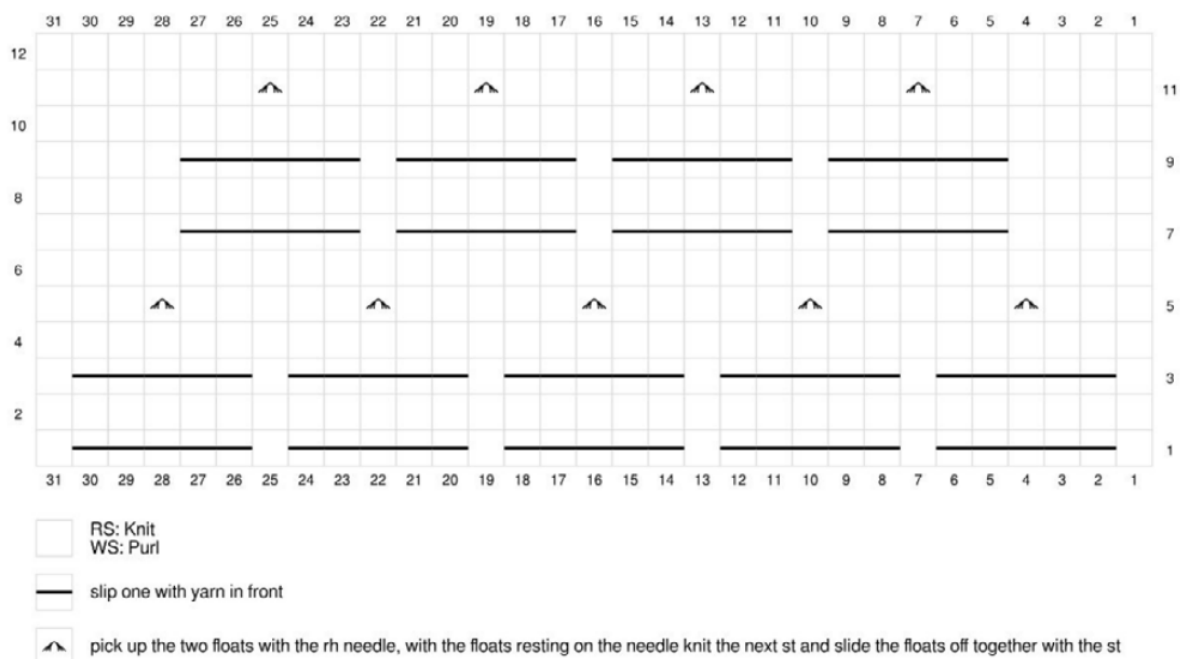 31 30 29 28 27 26 25 24 23 22 21 20 19 18 17 16 15 14 13 12 11 10 9 8 7 6 5 4 3 2 1
12
11
10
9
8
7
6
5
4
3
2
1
31 30 29 28 27 26 25 24 23 22 21 20 19 18 17 16 15 14 13 12 11 10 9 8 7 6 5 4 3 2 1
RS: Knit
WS: Purl
slip one with yarn in front
pick up the two floats with the rh needle, with the floats resting on the needle knit the next st and slide the floats off together with the st